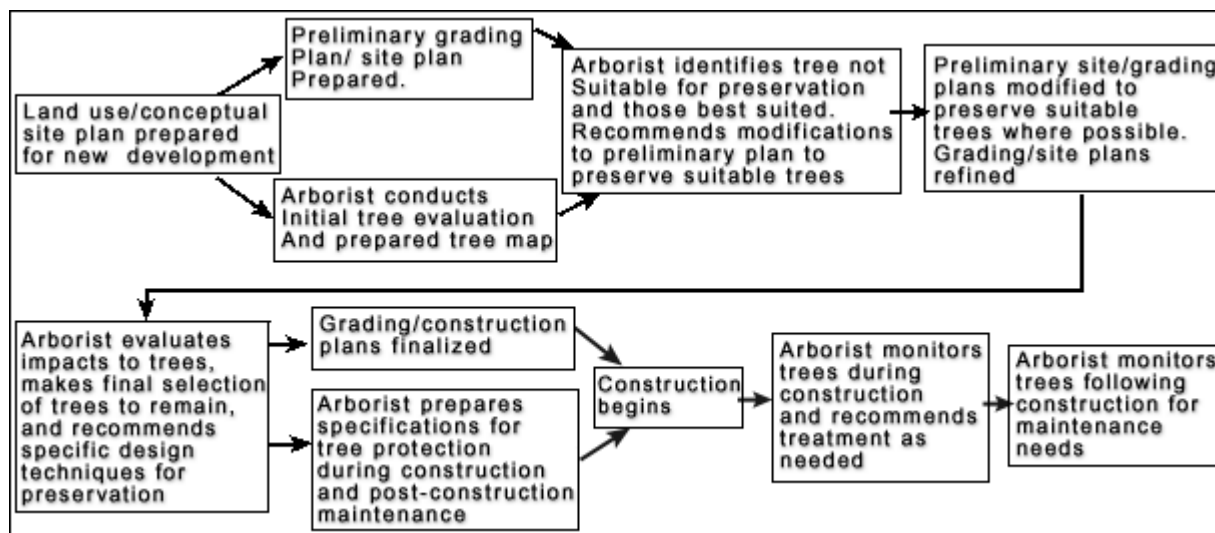 Land use/conceptual
site plan prepared
for new development
Preliminary grading
Plan/ site plan
Prepared.
Arborist conducts
Initial tree evaluation
And prepared tree map
Arborist identifies tree not
Suitable for preservation
and those best suited.
Recommends modifications
to preliminary plan to
preserve suitable trees
Preliminary site/grading
plans modified to
preserve suitable
trees where possible.
Grading/site plans
refined
Arborist evaluates
impacts to trees,
makes final selection
of trees to remain,
and recommends
specific design
techniques for
preservation
Grading/construction
plans finalized
Arborist prepares
specifications for
tree protection
during construction
and post-construction
maintenance
Construction
begins
Arborist monitors
trees during
construction
and recommends
treatment as
needed
Arborist monitors
trees following
construction for
maintenance
needs